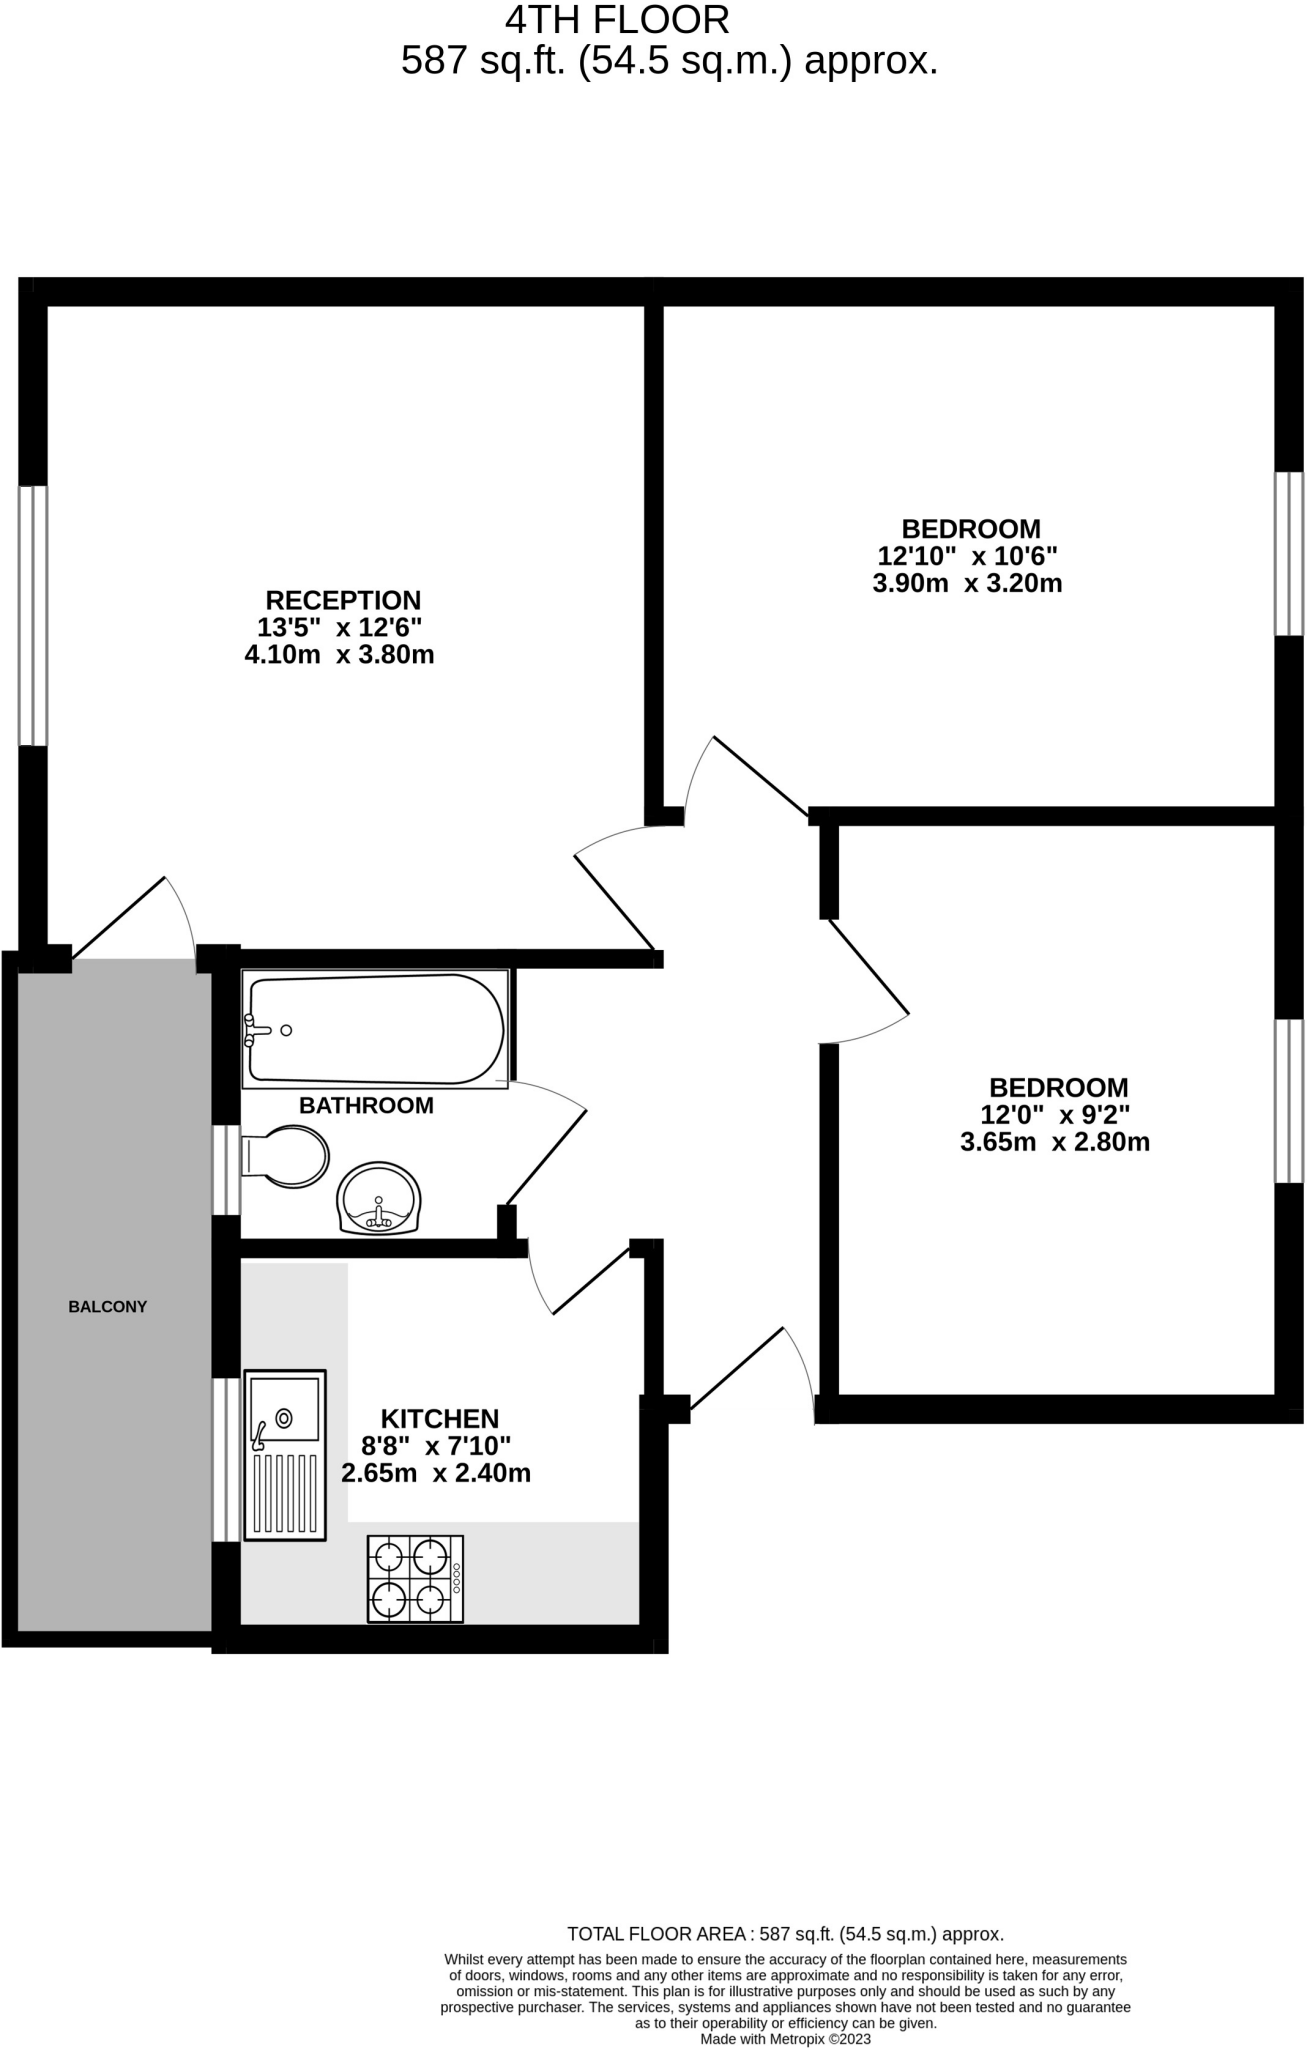 4TH FLOOR
587 sq.ft. (54.5 sq.m.) approx.
BEDROOM
12'10"  x 10'6"
3.90m  x 3.20m
RECEPTION
13'5"  x 12'6"
4.10m  x 3.80m
BEDROOM
12'0"  x 9'2"
3.65m  x 2.80m
BATHROOM
BALCONY
KITCHEN
8'8"  x 7'10"
2.65m  x 2.40m
TOTAL FLOOR AREA : 587 sq.ft. (54.5 sq.m.) approx.
Whilst every attempt has been made to ensure the accuracy of the floorplan contained here, measurements
of doors, windows, rooms and any other items are approximate and no responsibility is taken for any error,
omission or mis-statement. This plan is for illustrative purposes only and should be used as such by any
prospective purchaser. The services, systems and appliances shown have not been tested and no guarantee
as to their operability or efficiency can be given.
Made with Metropix ©2023